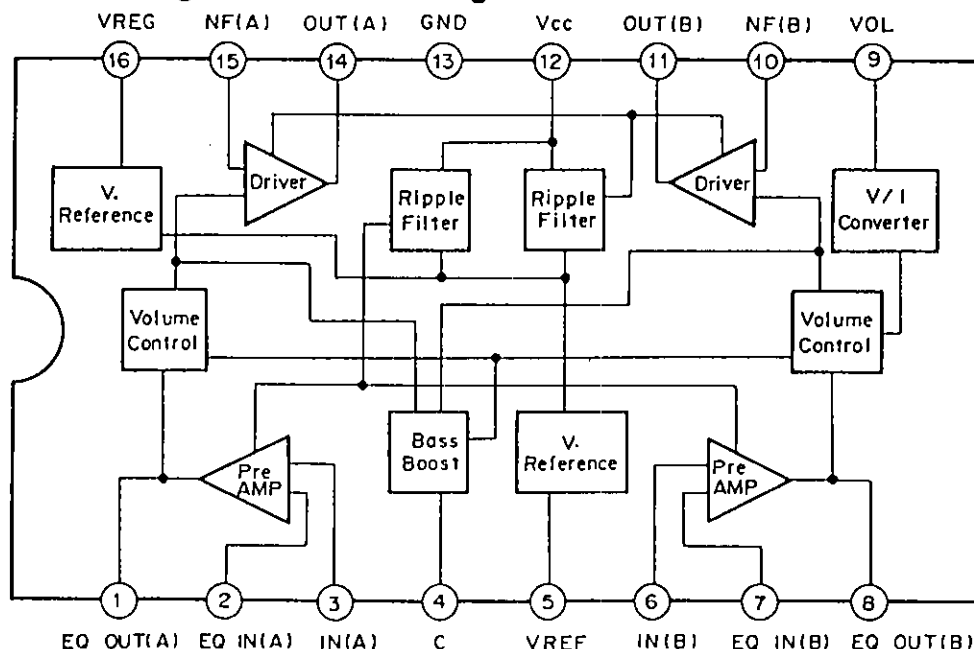 VREG NF(A) OUT(A) GND Vcc OUT(B) NF(B) VOL
16 15 14 13 12 11 10 9
V. Reference
Driver
Ripple Filter
Ripple Filter
Driver
V/I Converter
Volume Control
Volume Control
Pre AMP
Bass Boost
V. Reference
Pre AMP
1 2 3 4 5 6 7 8
EQ OUT(A) EQ IN(A) IN(A) C VREF IN(B) EQ IN(B) EQ OUT(B)